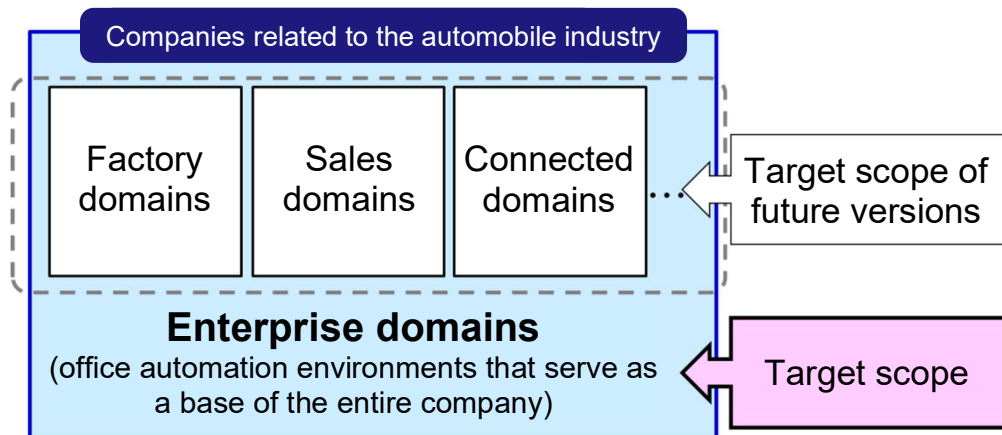 Companies related to the automobile industry
Factory
domains
Sales
domains
Connected
domains
...
Target scope of
future versions
Enterprise domains
(office automation environments that serve as
a base of the entire company)
Target scope